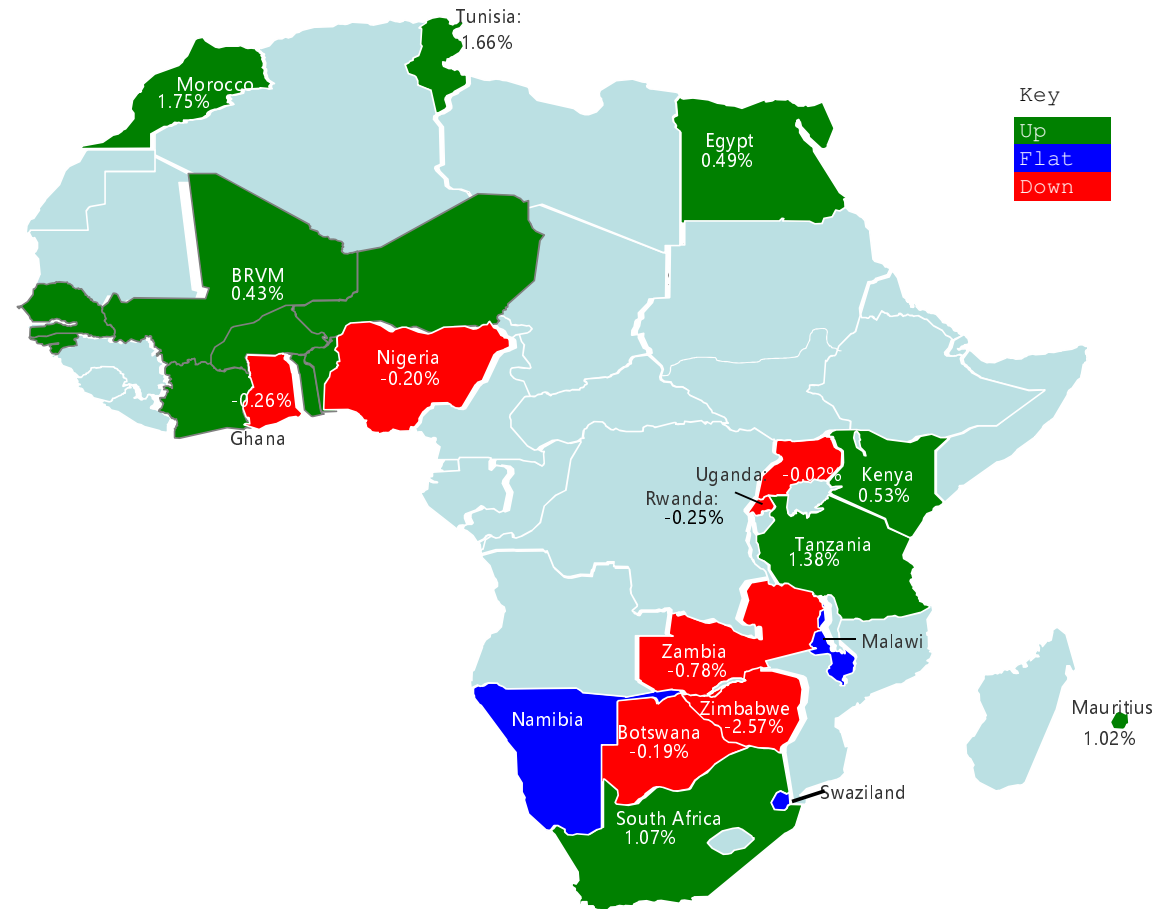 Tunisia:
1.66%
Morocco
1.75%
Key
Up
Flat
Down
Egypt
0.49%
BRVM
0.43%
Nigeria
-0.20%
-0.26%
Ghana
Uganda:
-0.02%
Kenya
0.53%
Rwanda:
-0.25%
Tanzania
1.38%
Malawi
Zambia
-0.78%
Namibia
Zimbabwe
-2.57%
Botswana
-0.19%
Mauritius
1.02%
Swaziland
South Africa
1.07%